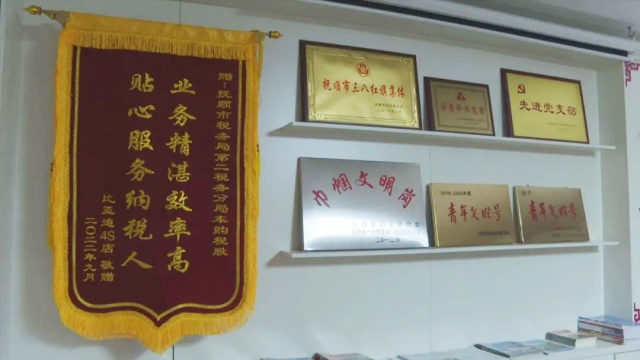 赠：抚顺市税务局第二税务分局车购税股
业务精湛效率高
贴心服务纳税人
比亚迪4S店 敬赠
二〇二二年九月
抚顺市三八红旗集体
先进党支部
巾帼文明岗
青年文明号
青年文明号